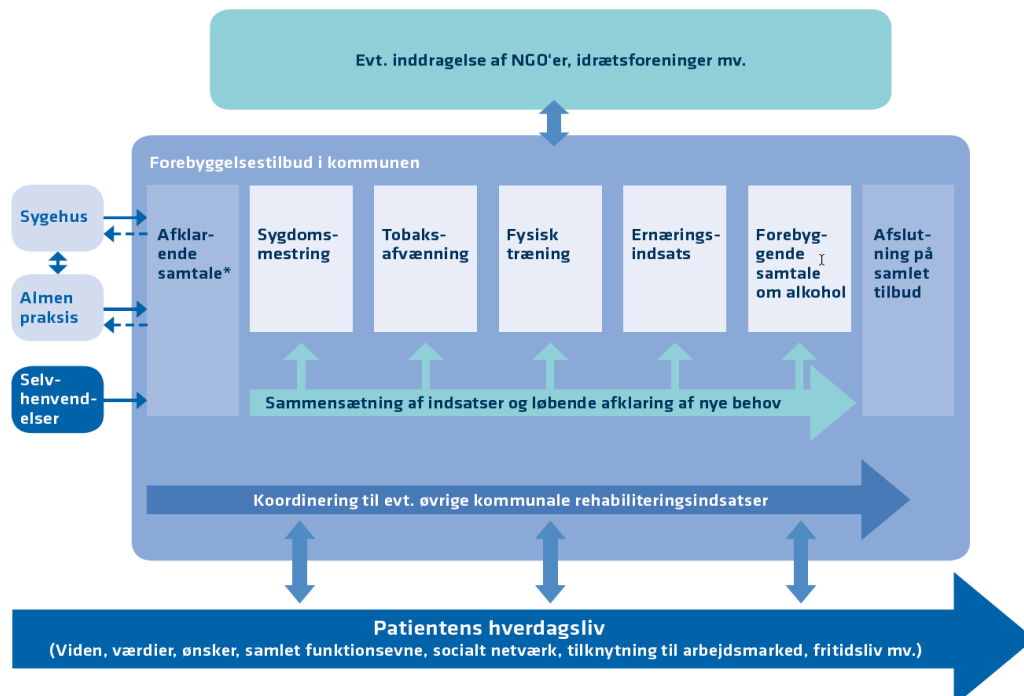 Evt. inddragelse af NGO'er, idrætsforeninger mv.
Forebyggelsestilbud i kommunen
Sygehus
Almen
praksis
Selv-
henvend-
elser
Afklar-
ende
samtale*
Sygdoms-
mestring
Tobaks-
afvænning
Fysisk
træning
Ernærings-
indsats
Forebyg-
gende
samtale
om alkohol
Afslut-
ning på
samlet
tilbud
Sammensætning af indsatser og løbende afklaring af nye behov
Koordinering til evt. øvrige kommunale rehabiliteringsindsatser
Patientens hverdagsliv
(Viden, værdier, ønsker, samlet funktionsevne, socialt netværk, tilknytning til arbejdsmarked, fritidsliv mv.)